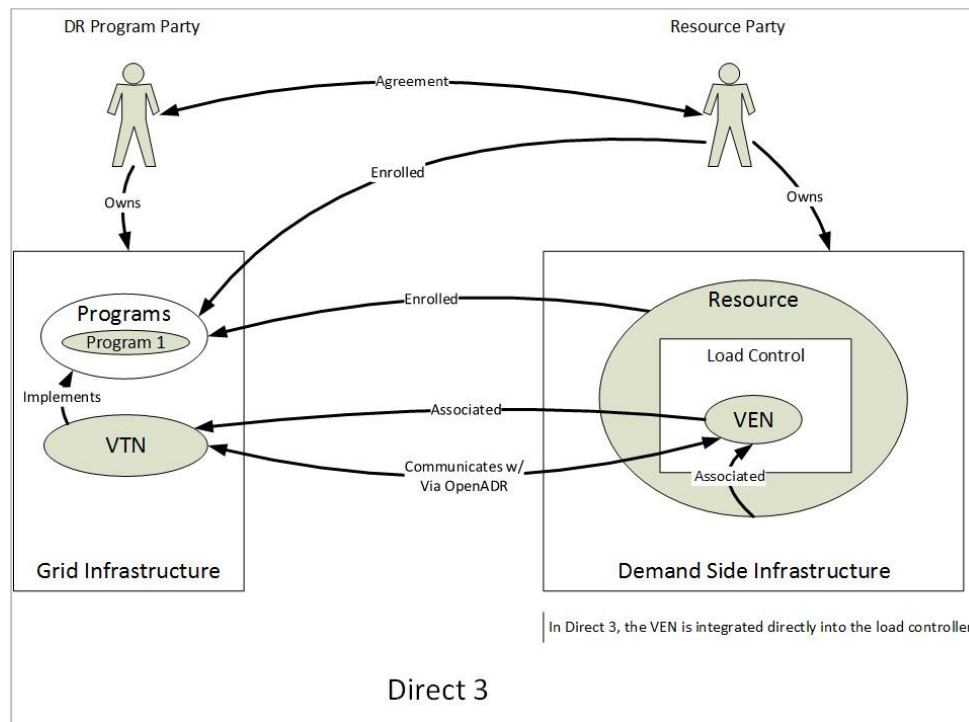 DR Program Party
Resource Party
Agreement
Enrolled
Owns
Owns
Programs
Program 1
Enrolled
Resource
Load Control
Implements
Associated
VTN
VEN
Communicates w/
Via OpenADR
Associated
Grid Infrastructure
Demand Side Infrastructure
In Direct 3, the VEN is integrated directly into the load controller
Direct 3